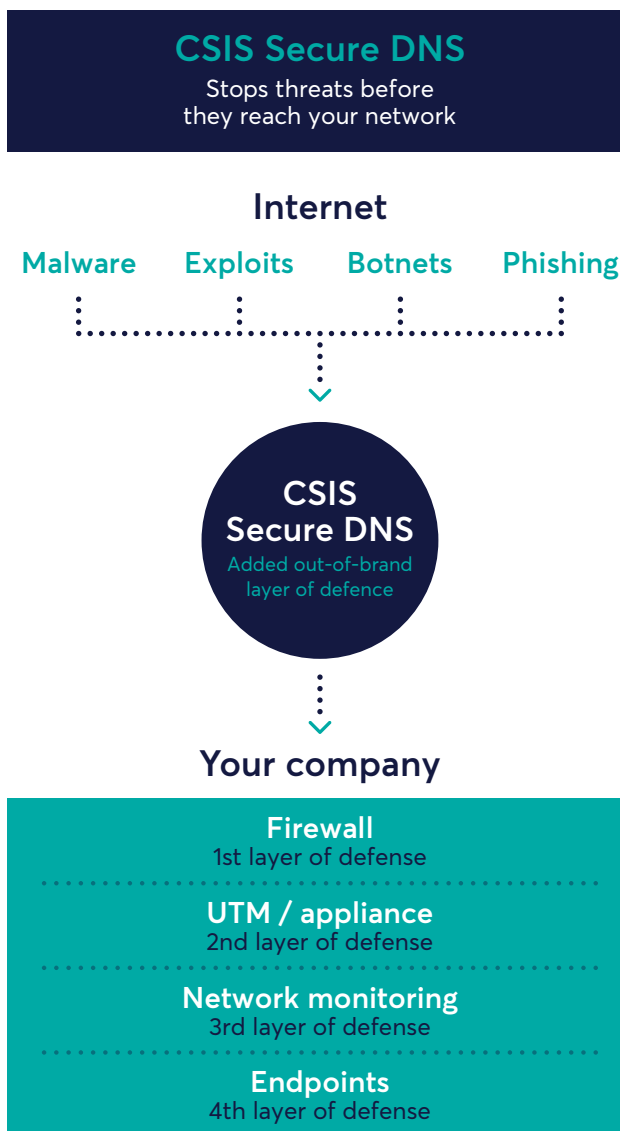 CSIS Secure DNS
Stops threats before
they reach your network
Internet
Malware Exploits Botnets Phishing
CSIS
Secure DNS
Added out-of-brand
layer of defence
Your company
Firewall
1st layer of defense
UTM / appliance
2nd layer of defense
Network monitoring
3rd layer of defense
Endpoints
4th layer of defense